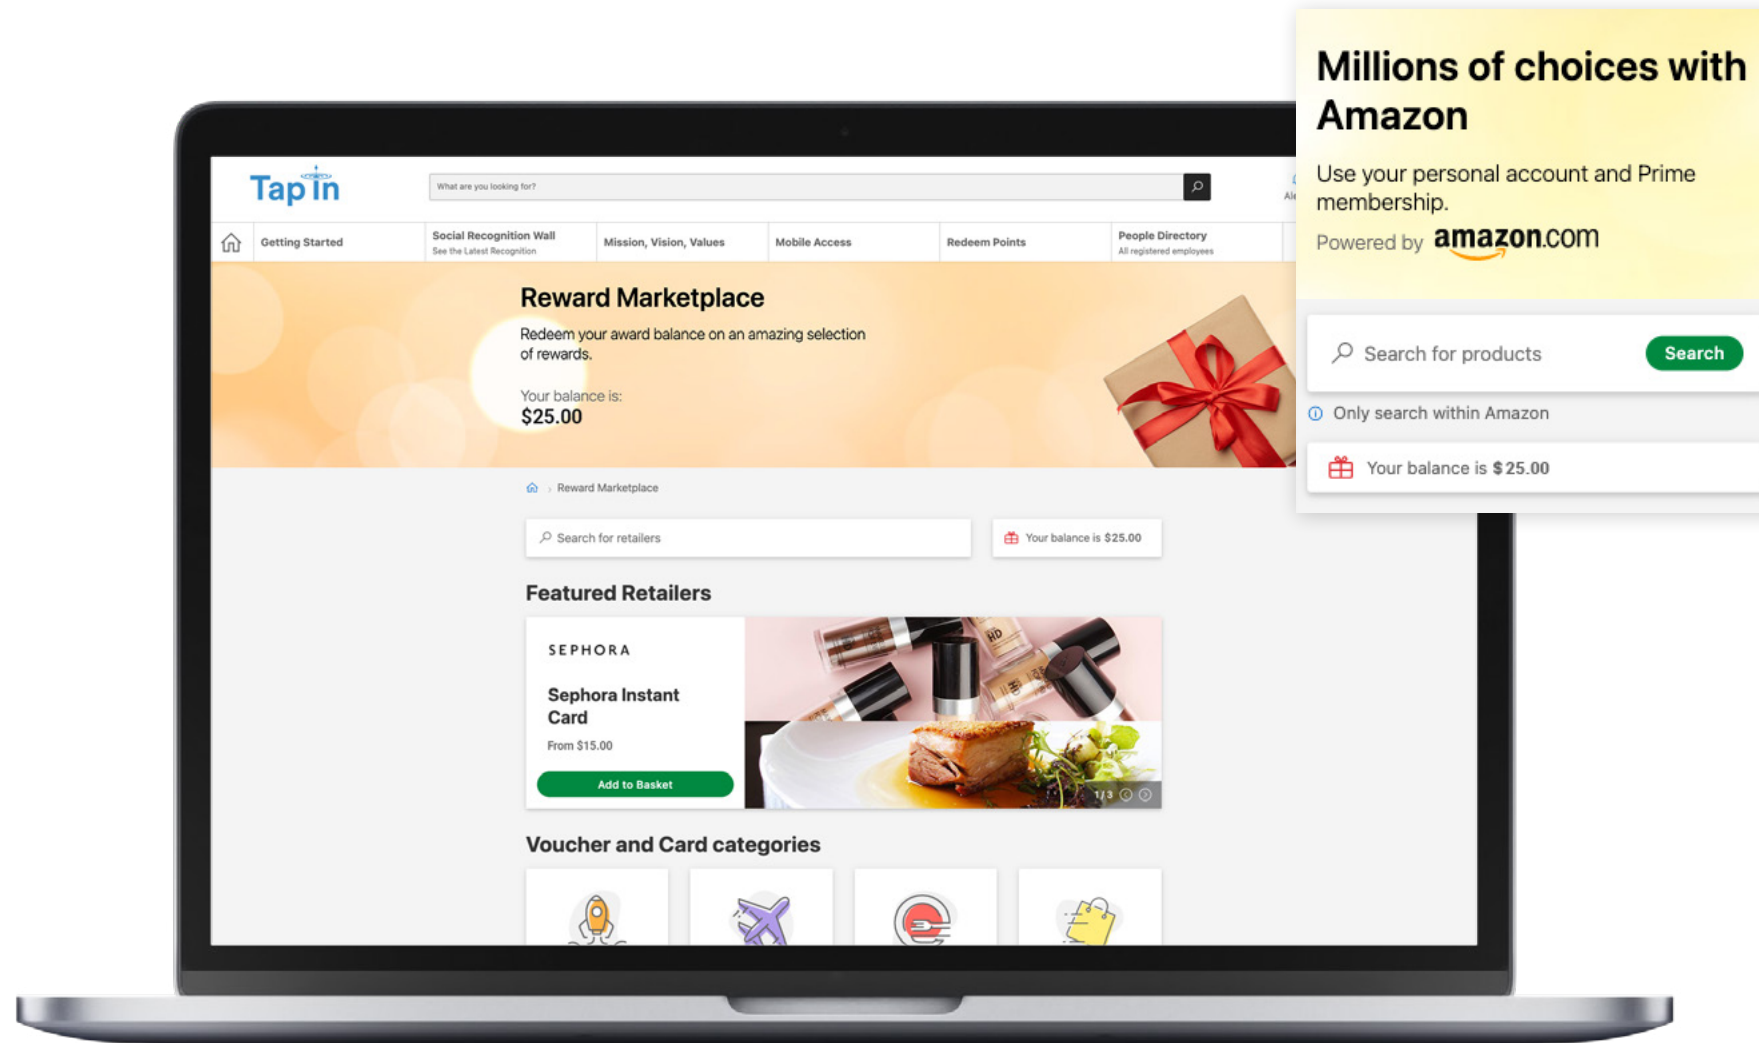 Millions of choices with
Amazon
Use your personal account and Prime
membership.
Powered by amazon.com
Search for products
Search
Only search within Amazon
Your balance is $25.00
Tap in
What are you looking for?
Getting Started
Social Recognition Wall
See the Latest Recognition
Mission, Vision, Values
Mobile Access
Redeem Points
People Directory
All registered employees
Reward Marketplace
Redeem your award balance on an amazing selection
of rewards.
Your balance is:
$25.00
Reward Marketplace
Search for retailers
Your balance is $25.00
Featured Retailers
SEPHORA
Sephora Instant
Card
From $15.00
Add to Basket
HD
1/3
Voucher and Card categories